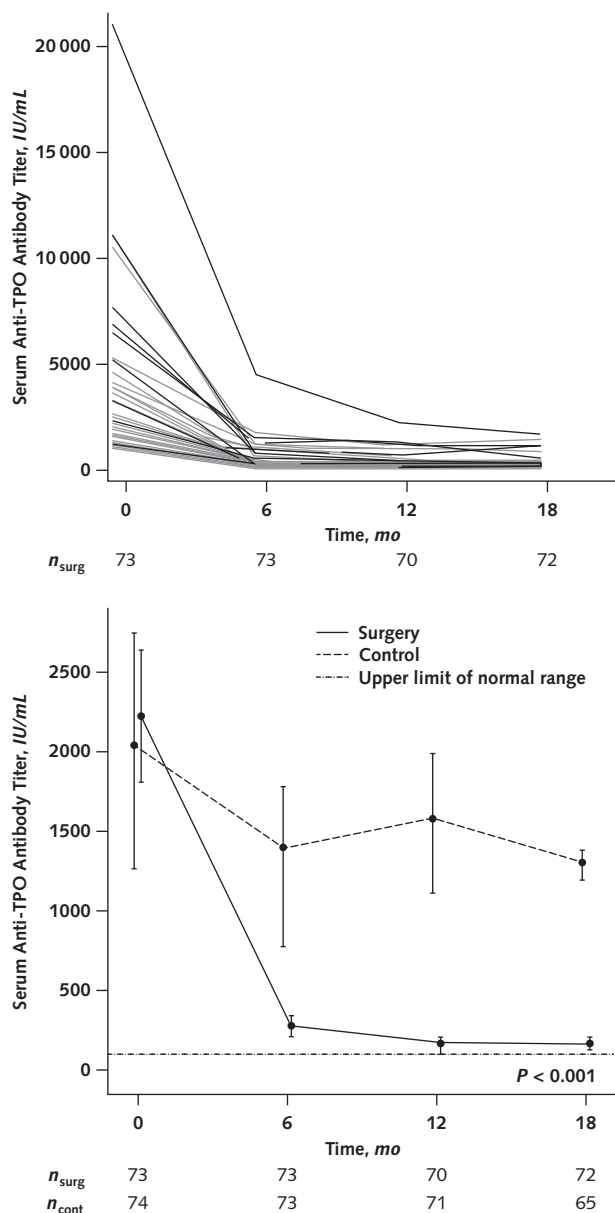 20 000
15 000
10 000
5000
0
Serum Anti-TPO Antibody Titer, IU/mL
0 6 12 18
Time, mo
nsurg 73 73 70 72
Surgery
Control
Upper limit of normal range
2500
2000
1500
1000
500
0
Serum Anti-TPO Antibody Titer, IU/mL
P < 0.001
0 6 12 18
Time, mo
nsurg 73 73 70 72
ncont 74 73 71 65